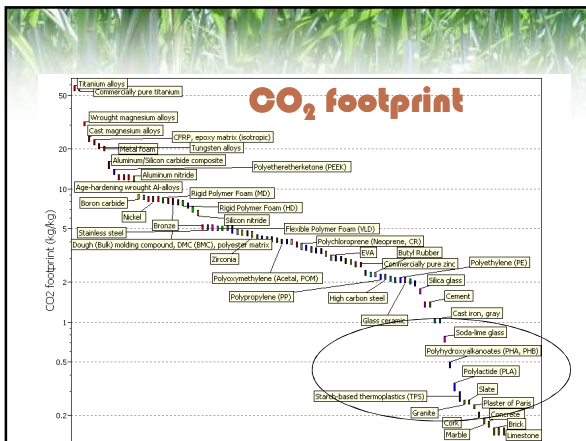 CO₂ footprint
CO2 footprint (kg/kg)
50
20
10
5
2
1
0.5
0.2
Titanium alloys
Commercially pure titanium
Wrought magnesium alloys
Cast magnesium alloys
CFRP, epoxy matrix (isotropic)
Metal foam
Tungsten alloys
Aluminum/Silicon carbide composite
Polyetheretherketone (PEEK)
Aluminum nitride
Age-hardening wrought Al-alloys
Rigid Polymer Foam (MD)
Boron carbide
Rigid Polymer Foam (HD)
Nickel
Silicon nitride
Bronze
Flexible Polymer Foam (VLD)
Stainless steel
Polychloroprene (Neoprene, CR)
Dough (Bulk) molding compound, DMC (BMC), polyester matrix
EVA
Butyl Rubber
Zirconia
Commercially pure zinc
Polyethylene (PE)
Polyoxymethylene (Acetal, POM)
Silica glass
Polypropylene (PP)
High carbon steel
Cement
Glass ceramic
Cast iron, gray
Soda-lime glass
Polyhydroxyalkanoates (PHA, PHB)
Polylactide (PLA)
Slate
Starch-based thermoplastics (TPS)
Plaster of Paris
Granite
Concrete
Cork
Brick
Marble
Limestone